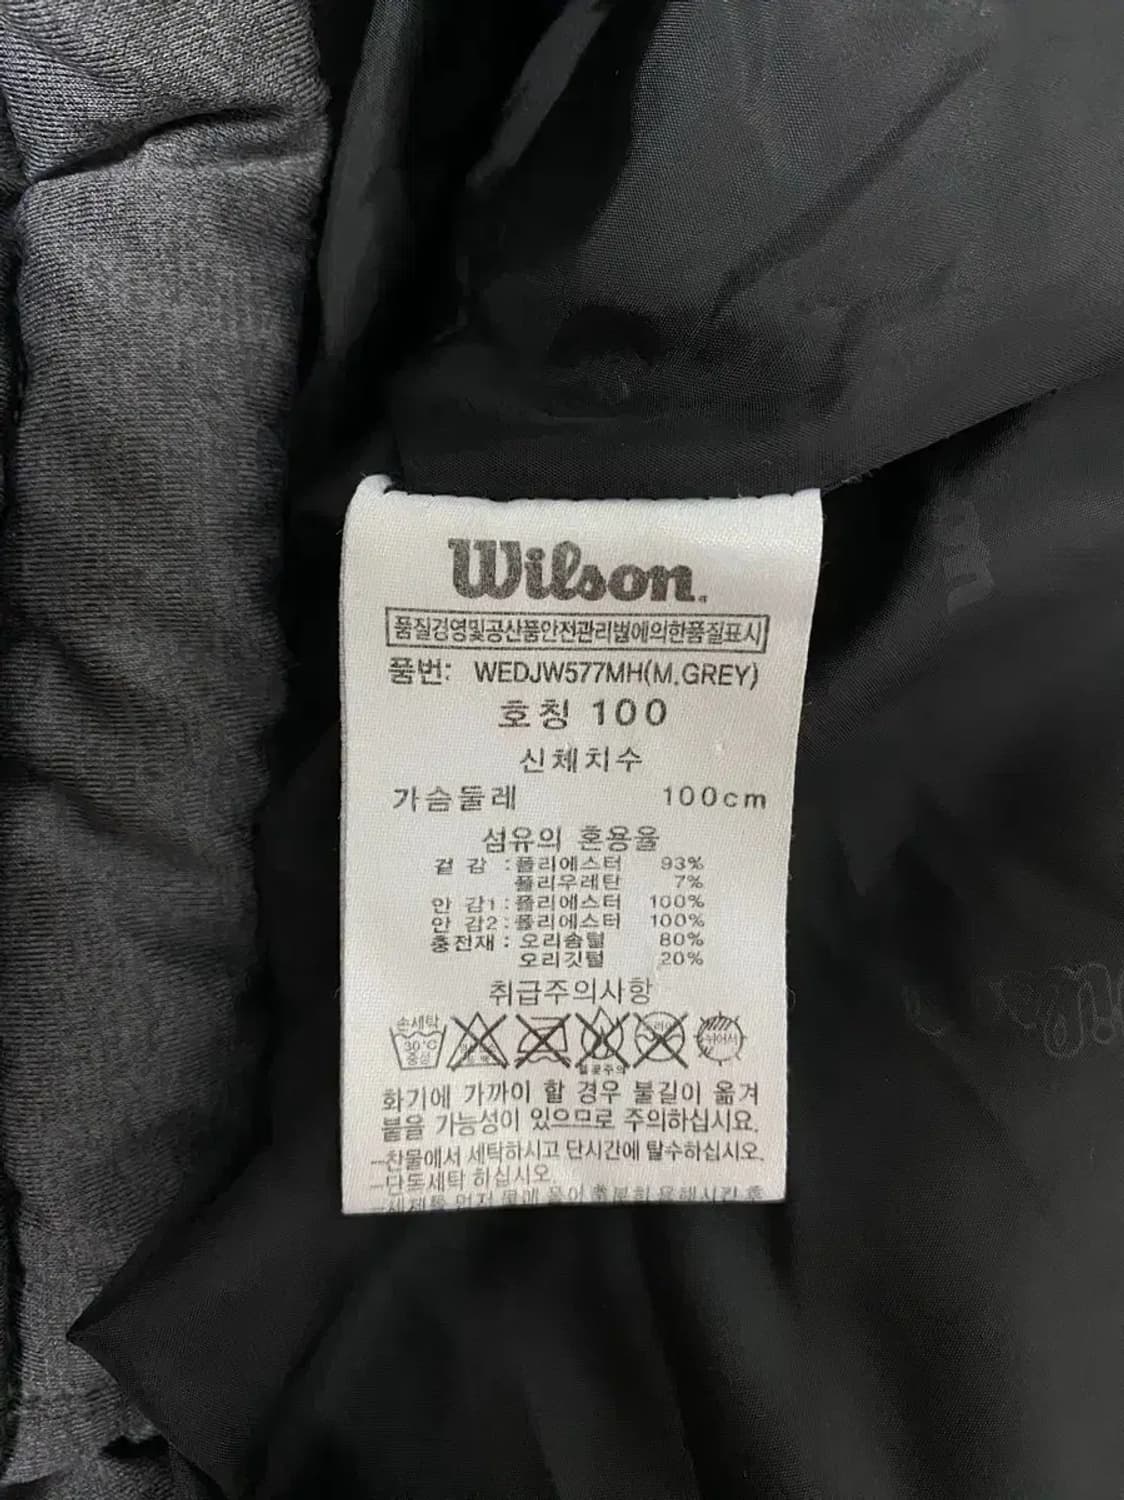 Wilson.
품질경영및공산품안전관리법에의한품질표시
품번: WEDJW577MH(M.GREY)
호칭 100
신체치수
가슴둘레 100cm
섬유의 혼용율
겉 감 : 폴리에스터 93%
폴리우레탄 7%
안 감1 : 폴리에스터 100%
안 감2 : 폴리에스터 100%
충전재 : 오리솜털 80%
오리깃털 20%
취급주의사항
손세탁
30°C
중성
불꽃주의
뉘어서
화기에 가까이 할 경우 불길이 옮겨
붙을 가능성이 있으므로 주의하십시요.
-찬물에서 세탁하시고 단시간에 탈수하십시오.
-단독세탁 하십시오.